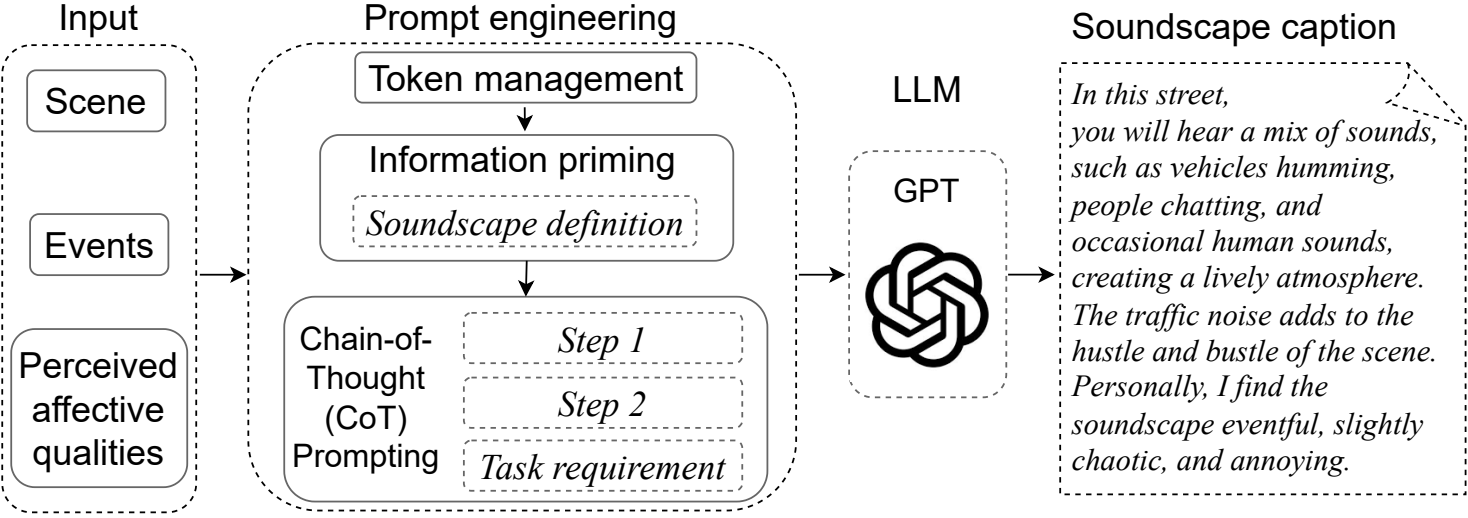 Input
Scene
Events
Perceived
affective
qualities
Prompt engineering
Token management
Information priming
Soundscape definition
Chain-of-
Thought
(CoT)
Prompting
Step 1
Step 2
Task requirement
LLM
GPT
Soundscape caption
In this street,
you will hear a mix of sounds,
such as vehicles humming,
people chatting, and
occasional human sounds,
creating a lively atmosphere.
The traffic noise adds to the
hustle and bustle of the scene.
Personally, I find the
soundscape eventful, slightly
chaotic, and annoying.